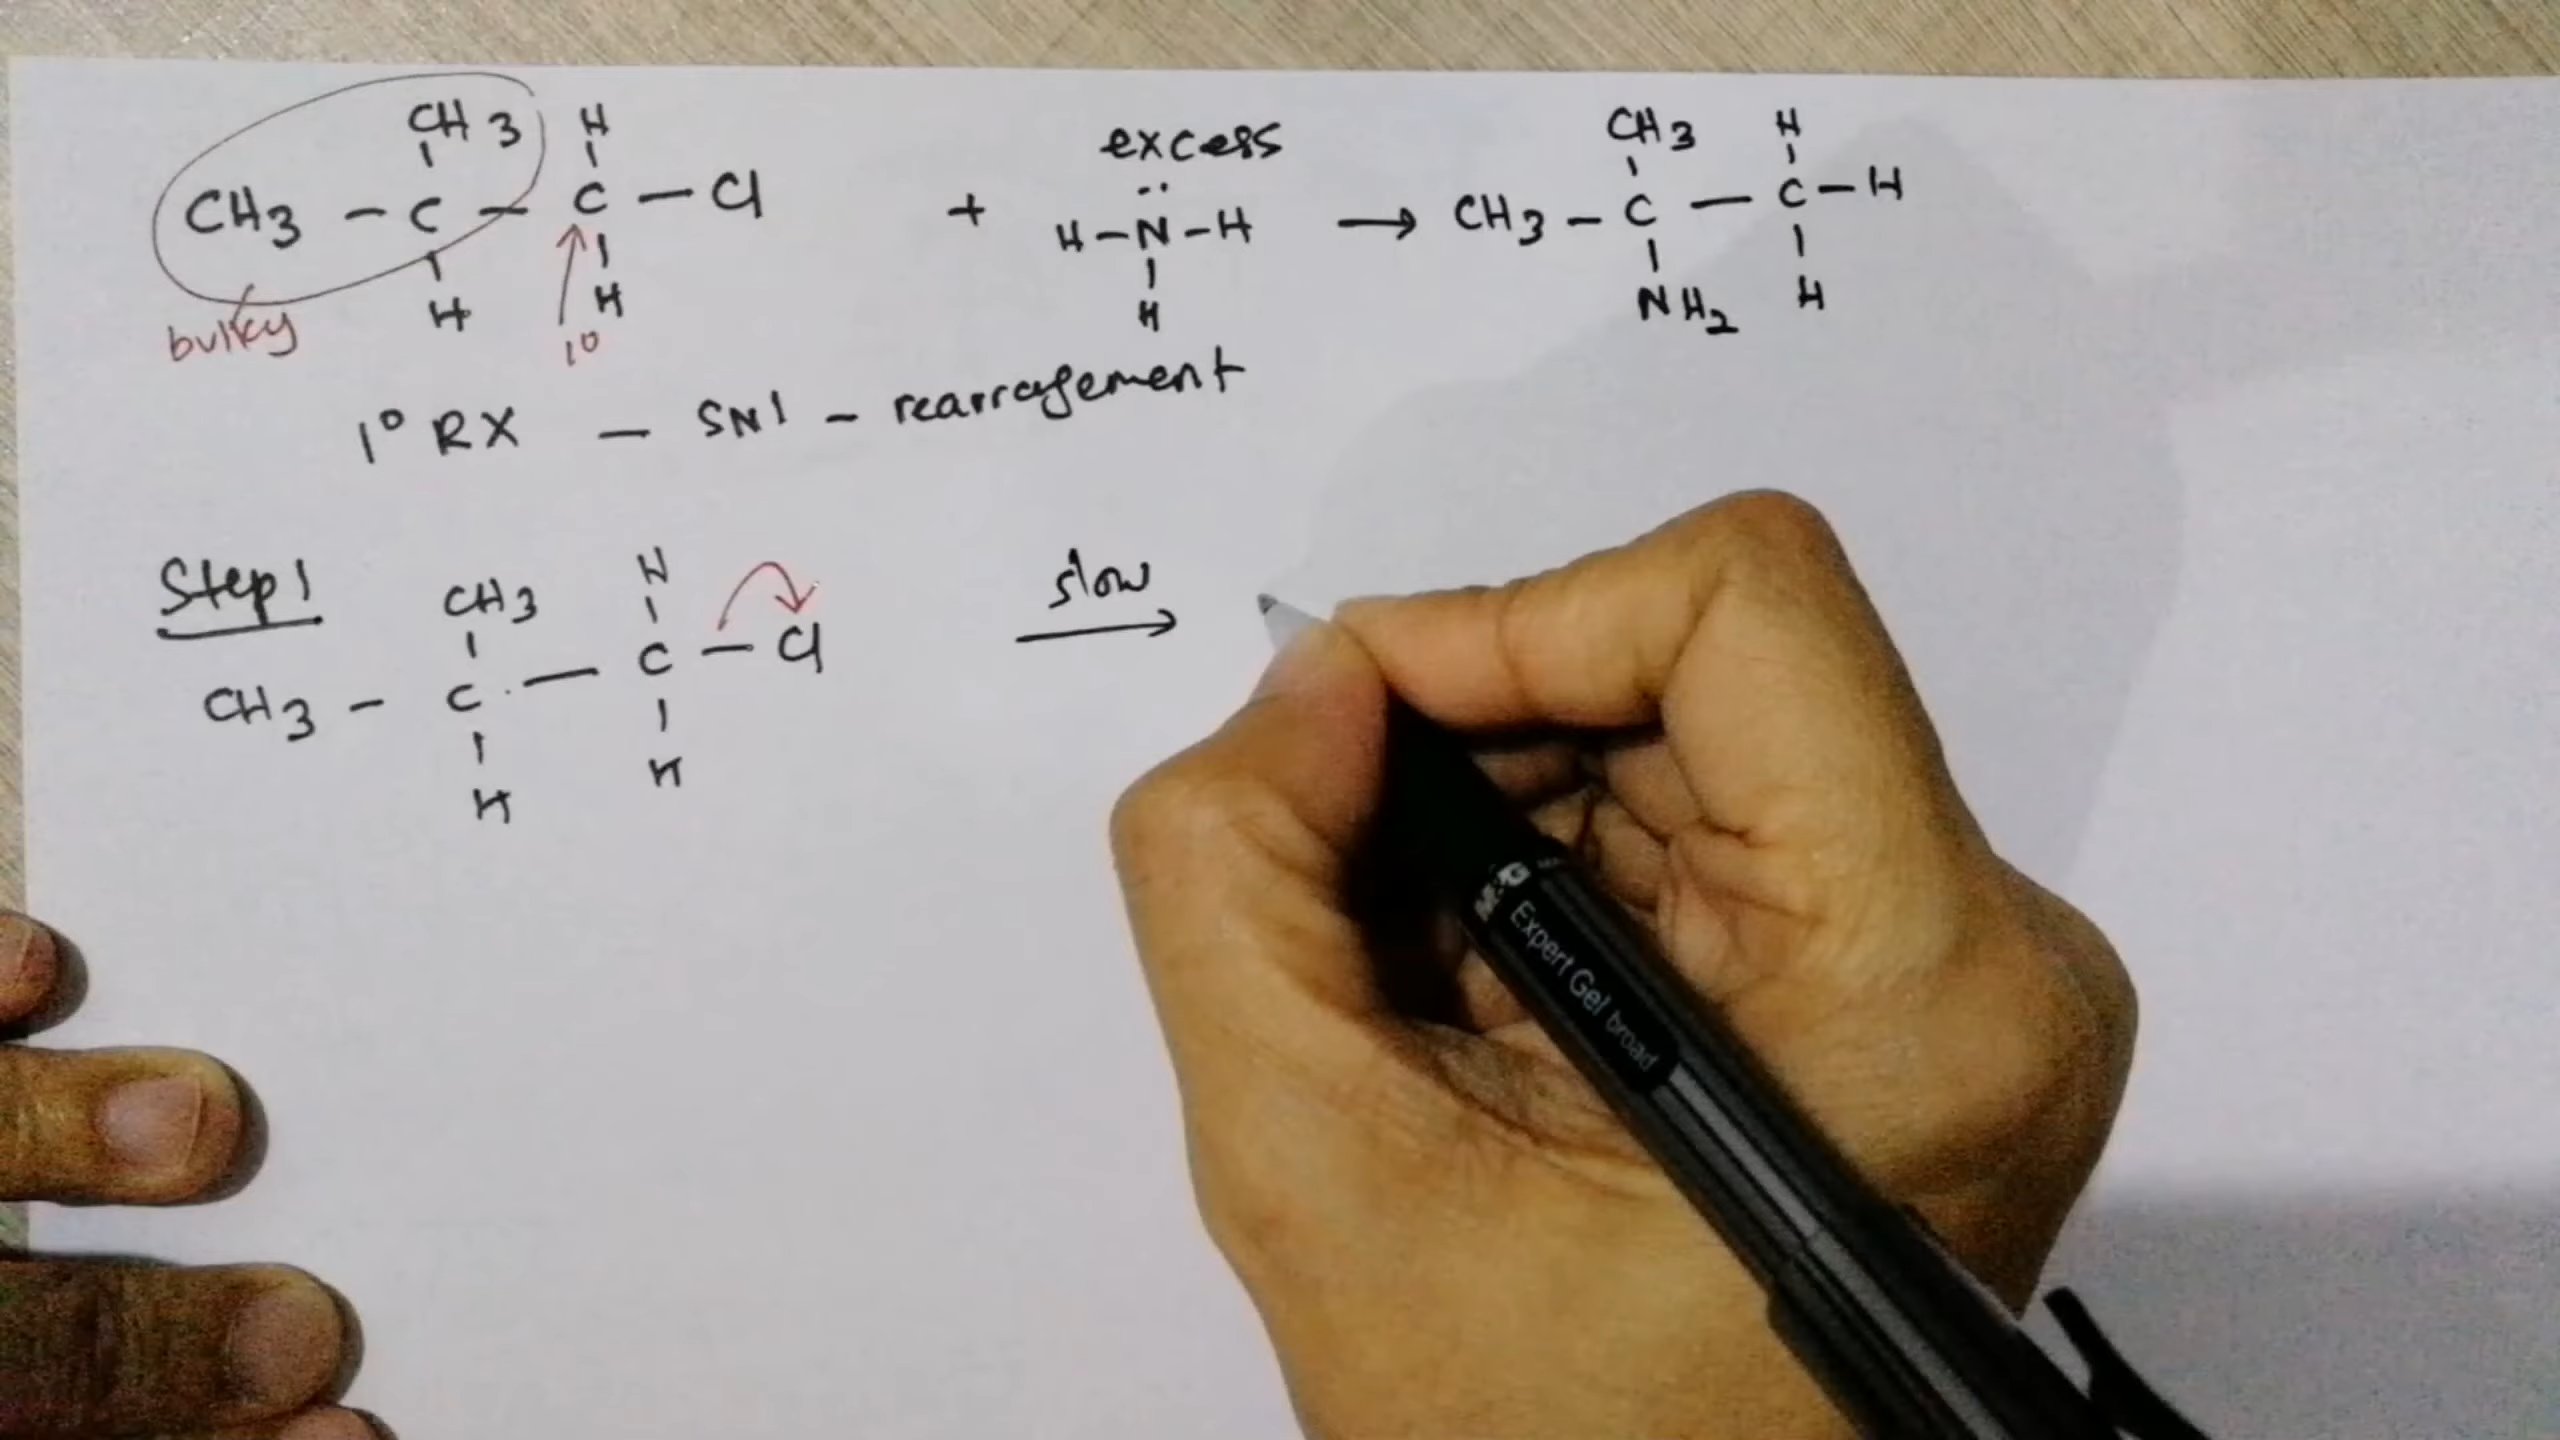 CH3 H excess CH3 H
CH3 - C - C - Cl + H-N̈-H → CH3 - C - C - H
H H H NH2 H
bulky 1°
1° RX - SN1 - rearragement
Step 1
CH3 H slow
CH3 - C - C - Cl →
H H
M&G Expert Gel broad